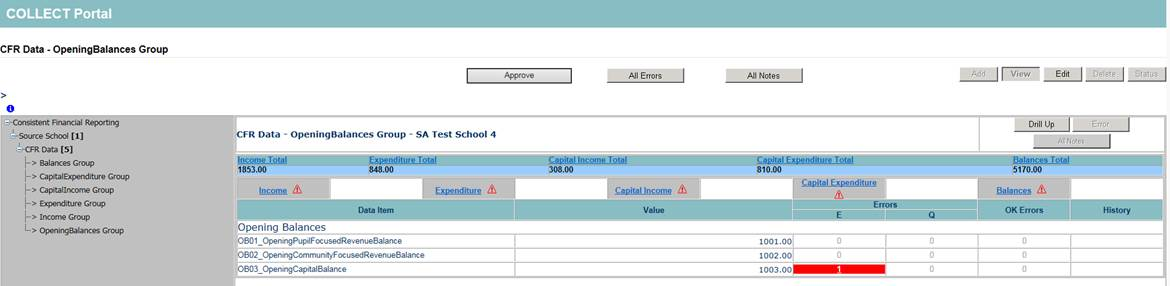 COLLECT Portal
CFR Data - OpeningBalances Group
Approve All Errors All Notes Add View Edit Delete Status
>
Consistent Financial Reporting
Source School [1]
CFR Data [5]
> Balances Group
> CapitalExpenditure Group
> CapitalIncome Group
> Expenditure Group
> Income Group
> OpeningBalances Group
CFR Data - OpeningBalances Group - SA Test School 4
Drill Up Error
All Notes
Income Total Expenditure Total Capital Income Total Capital Expenditure Total Balances Total
1853.00 848.00 308.00 810.00 5170.00
Income Expenditure Capital Income Capital Expenditure Balances
Data Item Value Errors OK Errors History
E Q
Opening Balances
OB01_OpeningPupilFocusedRevenueBalance 1001.00 0 0 0
OB02_OpeningCommunityFocusedRevenueBalance 1002.00 0 0 0
OB03_OpeningCapitalBalance 1003.00 1 0 0